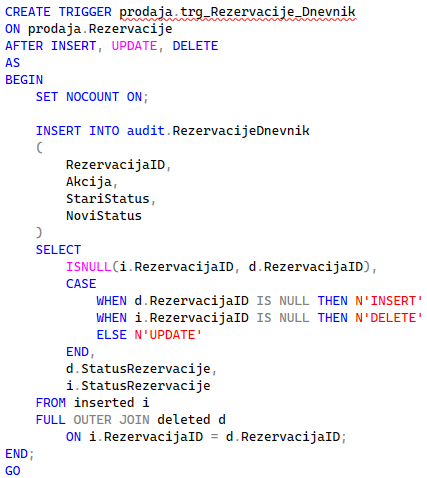 CREATE TRIGGER prodaja.trg_Rezervacije_Dnevnik
ON prodaja.Rezervacije
AFTER INSERT, UPDATE, DELETE
AS
BEGIN
    SET NOCOUNT ON;

    INSERT INTO audit.RezervacijeDnevnik
    (
        RezervacijaID,
        Akcija,
        StariStatus,
        NoviStatus
    )
    SELECT
        ISNULL(i.RezervacijaID, d.RezervacijaID),
        CASE
            WHEN d.RezervacijaID IS NULL THEN N'INSERT'
            WHEN i.RezervacijaID IS NULL THEN N'DELETE'
            ELSE N'UPDATE'
        END,
        d.StatusRezervacije,
        i.StatusRezervacije
    FROM inserted i
    FULL OUTER JOIN deleted d
        ON i.RezervacijaID = d.RezervacijaID;
END;
GO